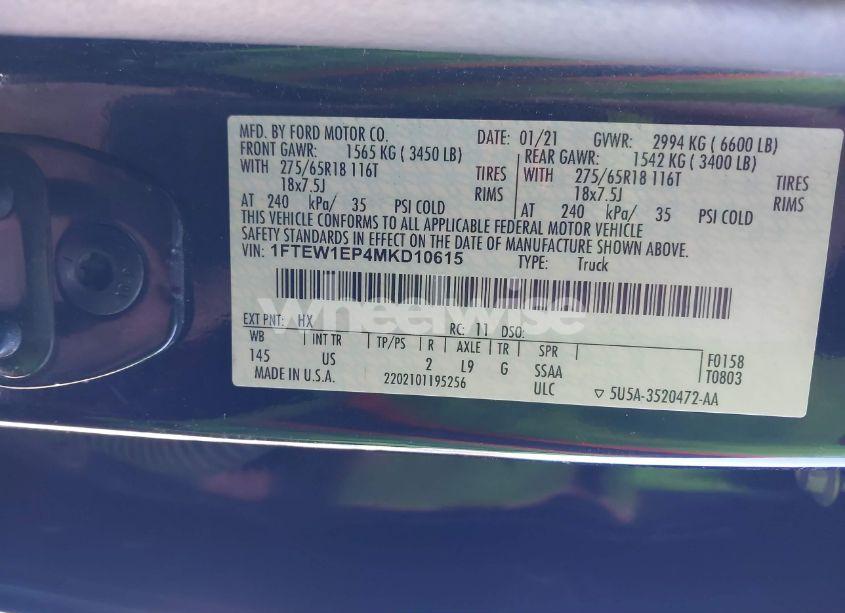 MFD. BY FORD MOTOR CO. DATE: 01/21 GVWR: 2994 KG ( 6600 LB)
FRONT GAWR: 1565 KG ( 3450 LB) REAR GAWR: 1542 KG ( 3400 LB)
WITH 275/65R18 116T TIRES WITH 275/65R18 116T TIRES
18x7.5J RIMS 18x7.5J RIMS
AT 240 kPa/ 35 PSI COLD AT 240 kPa/ 35 PSI COLD
THIS VEHICLE CONFORMS TO ALL APPLICABLE FEDERAL MOTOR VEHICLE
SAFETY STANDARDS IN EFFECT ON THE DATE OF MANUFACTURE SHOWN ABOVE.
VIN: 1FTEW1EP4MKD10615 TYPE: Truck
wheelwise
EXT PNT: HX RC: 11 DSO:
WB INT TR TP/PS R AXLE TR SPR F0158
145 US 2 L9 G SSAA T0803
MADE IN U.S.A. 2202101195256 ULC ▽ 5U5A-3520472-AA